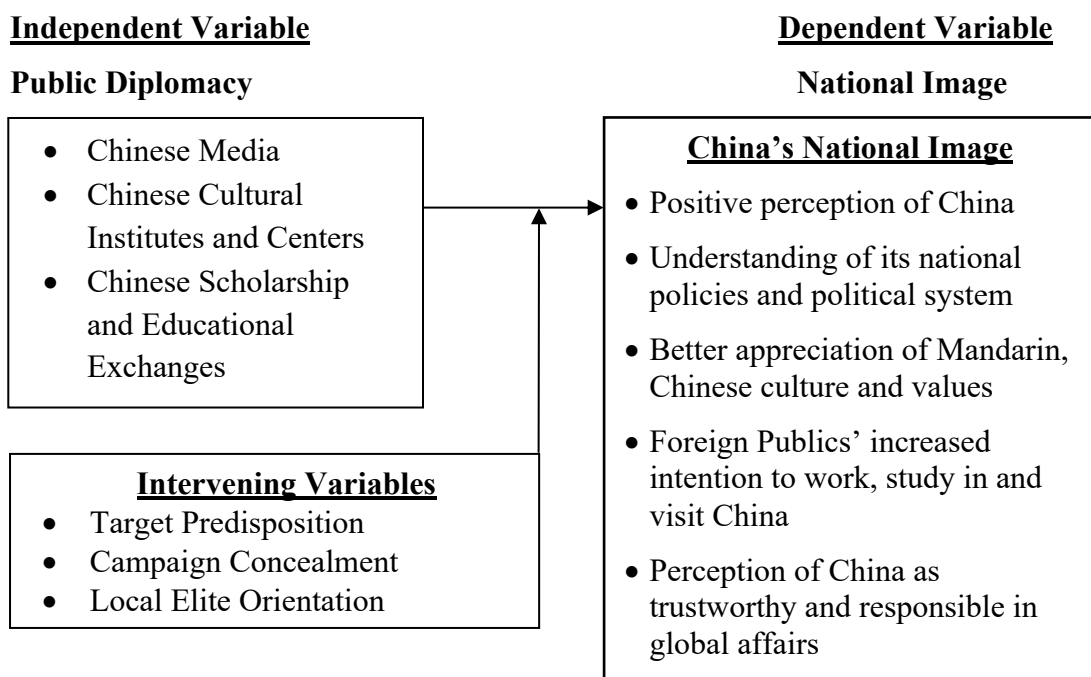 Independent Variable
Public Diplomacy
• Chinese Media
• Chinese Cultural
Institutes and Centers
• Chinese Scholarship
and Educational
Exchanges
Intervening Variables
• Target Predisposition
• Campaign Concealment
• Local Elite Orientation
Dependent Variable
National Image
China’s National Image
• Positive perception of China
• Understanding of its national
policies and political system
• Better appreciation of Mandarin,
Chinese culture and values
• Foreign Publics’ increased
intention to work, study in and
visit China
• Perception of China as
trustworthy and responsible in
global affairs